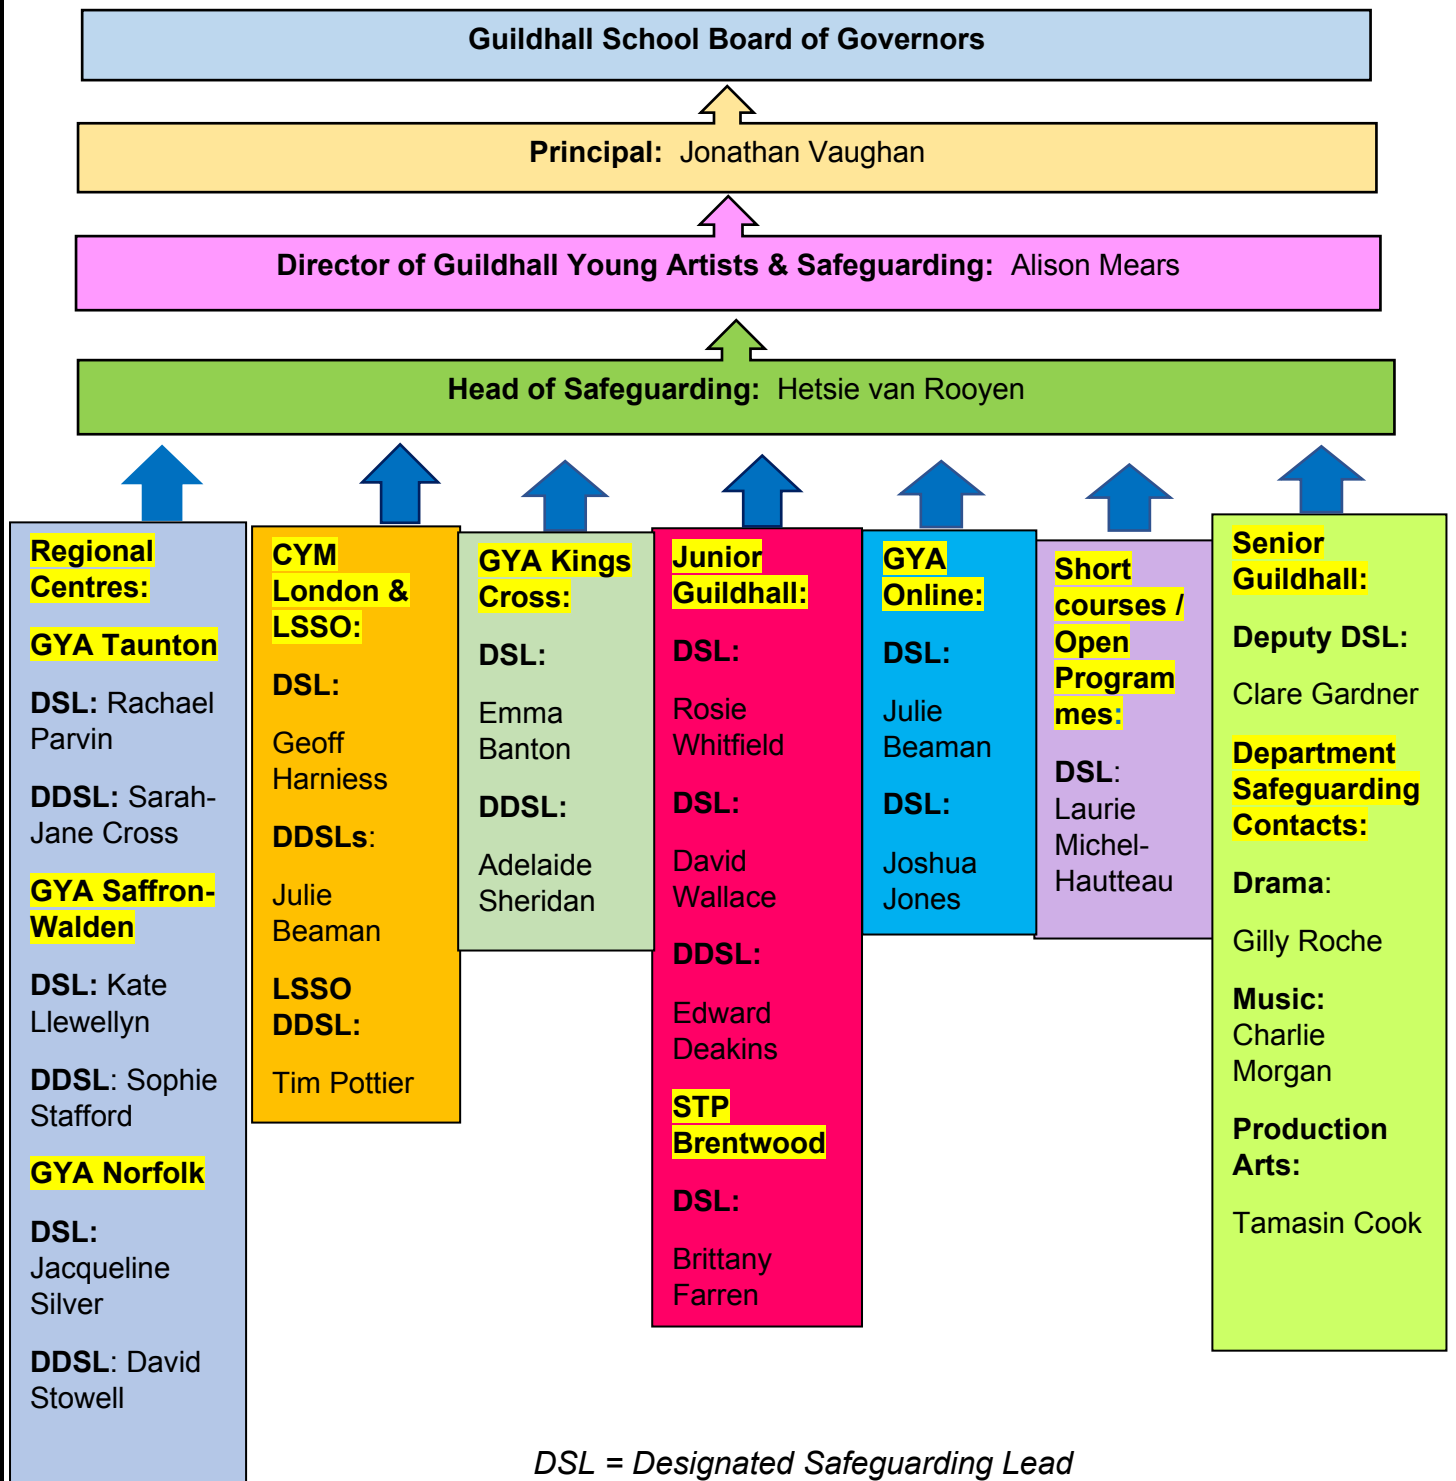 Guildhall School Board of Governors
Principal: Jonathan Vaughan
Director of Guildhall Young Artists & Safeguarding: Alison Mears
Head of Safeguarding: Hetsie van Rooyen
Regional
Centres:
GYA Taunton
DSL: Rachael
Parvin
DDSL: Sarah-
Jane Cross
GYA Saffron-
Walden
DSL: Kate
Llewellyn
DDSL: Sophie
Stafford
GYA Norfolk
DSL:
Jacqueline
Silver
DDSL: David
Stowell
CYM
London &
LSSO:
DSL:
Geoff
Harniess
DDSLs:
Julie
Beaman
LSSO
DDSL:
Tim Pottier
GYA Kings
Cross:
DSL:
Emma
Banton
DDSL:
Adelaide
Sheridan
Junior
Guildhall:
DSL:
Rosie
Whitfield
DSL:
David
Wallace
DDSL:
Edward
Deakins
STP
Brentwood
DSL:
Brittany
Farren
GYA
Online:
DSL:
Julie
Beaman
DSL:
Joshua
Jones
Short
courses /
Open
Program
mes:
DSL:
Laurie
Michel-
Hautteau
Senior
Guildhall:
Deputy DSL:
Clare Gardner
Department
Safeguarding
Contacts:
Drama:
Gilly Roche
Music:
Charlie
Morgan
Production
Arts:
Tamasin Cook
DSL = Designated Safeguarding Lead